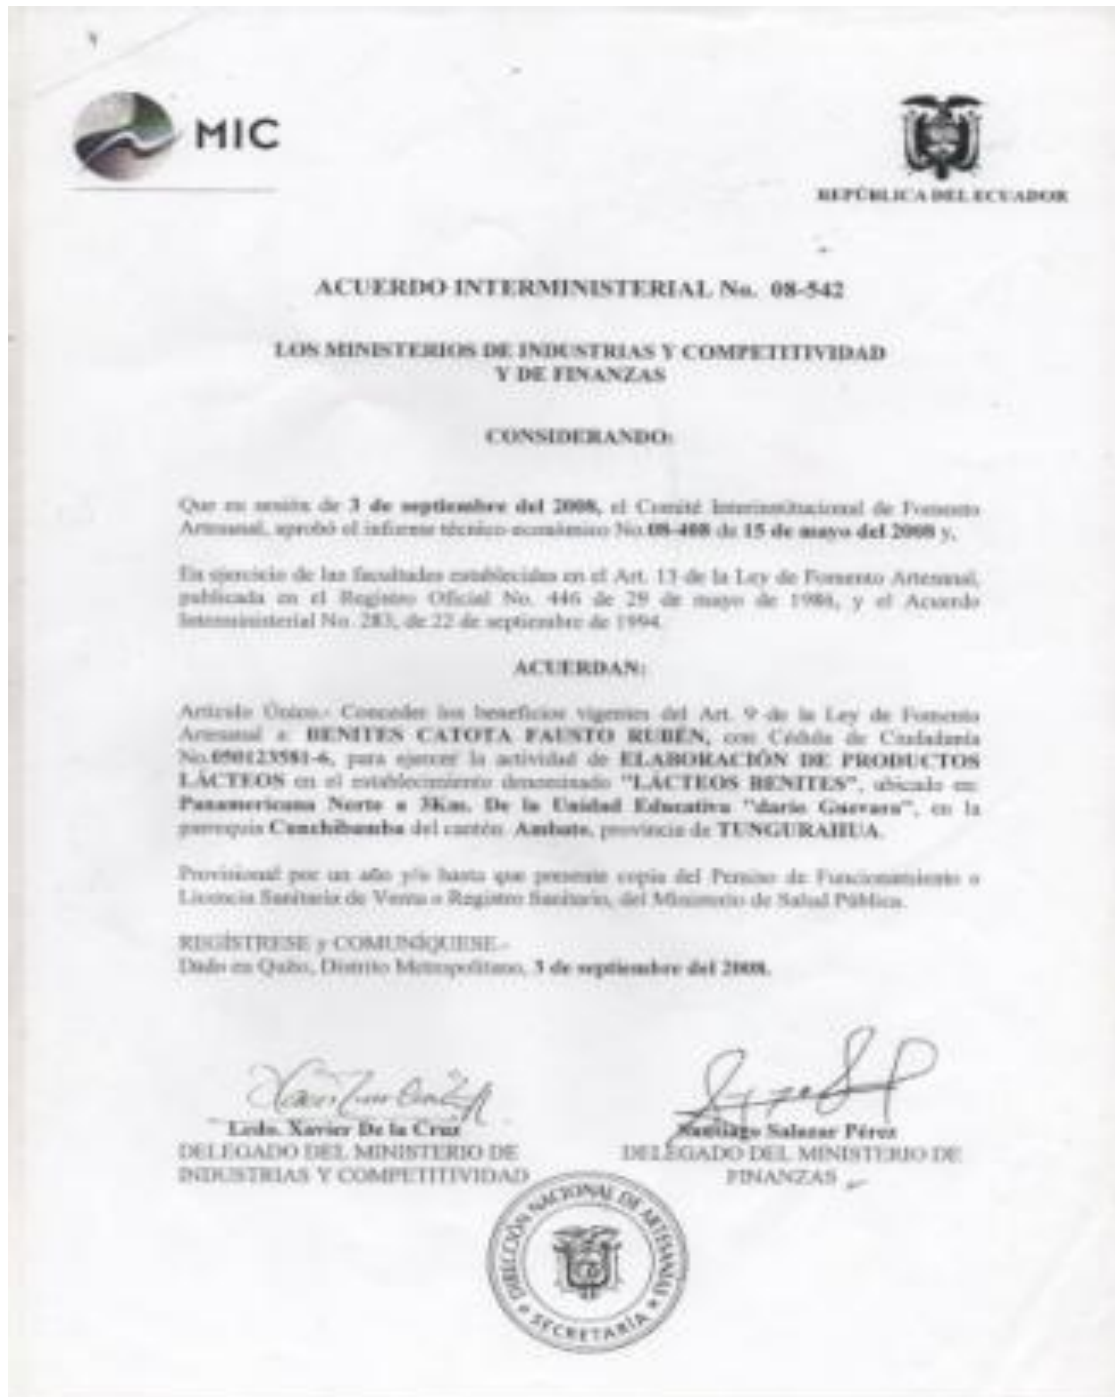 MIC
REPÚBLICA DEL ECUADOR
ACUERDO INTERMINISTERIAL No. 08-542
LOS MINISTERIOS DE INDUSTRIAS Y COMPETITIVIDAD
Y DE FINANZAS
CONSIDERANDO:
Que en sesión de 3 de septiembre del 2008, el Comité Interinstitucional de Fomento
Artesanal, aprobó el informe técnico económico No.08-408 de 15 de mayo del 2008 y,
En ejercicio de las facultades establecidas en el Art. 13 de la Ley de Fomento Artesanal,
publicada en el Registro Oficial No. 446 de 29 de mayo de 1986, y el Acuerdo
Interministerial No. 283, de 22 de septiembre de 1994.
ACUERDAN:
Artículo Único.- Conceder los beneficios vigentes del Art. 9 de la Ley de Fomento
Artesanal a: BENITES CATOTA FAUSTO RUBÉN, con Cédula de Ciudadanía
No.050123581-6, para ejercer la actividad de ELABORACIÓN DE PRODUCTOS
LÁCTEOS en el establecimiento denominado "LÁCTEOS BENITES", ubicado en:
Panamericana Norte a 3Km. De la Unidad Educativa "dario Guevara", en la
parroquia Cunchibamba del cantón Ambato, provincia de TUNGURAHUA.
Provisional por un año y/o hasta que presente copia del Permiso de Funcionamiento o
Licencia Sanitaria de Venta o Registro Sanitario, del Ministerio de Salud Pública.
REGÍSTRESE y COMUNÍQUESE.-
Dado en Quito, Distrito Metropolitano, 3 de septiembre del 2008.
Lcdo. Xavier De la Cruz
DELEGADO DEL MINISTERIO DE
INDUSTRIAS Y COMPETITIVIDAD
Santiago Salazar Pérez
DELEGADO DEL MINISTERIO DE
FINANZAS
DIRECCIÓN NACIONAL DE ARTESANÍAS
SECRETARÍA